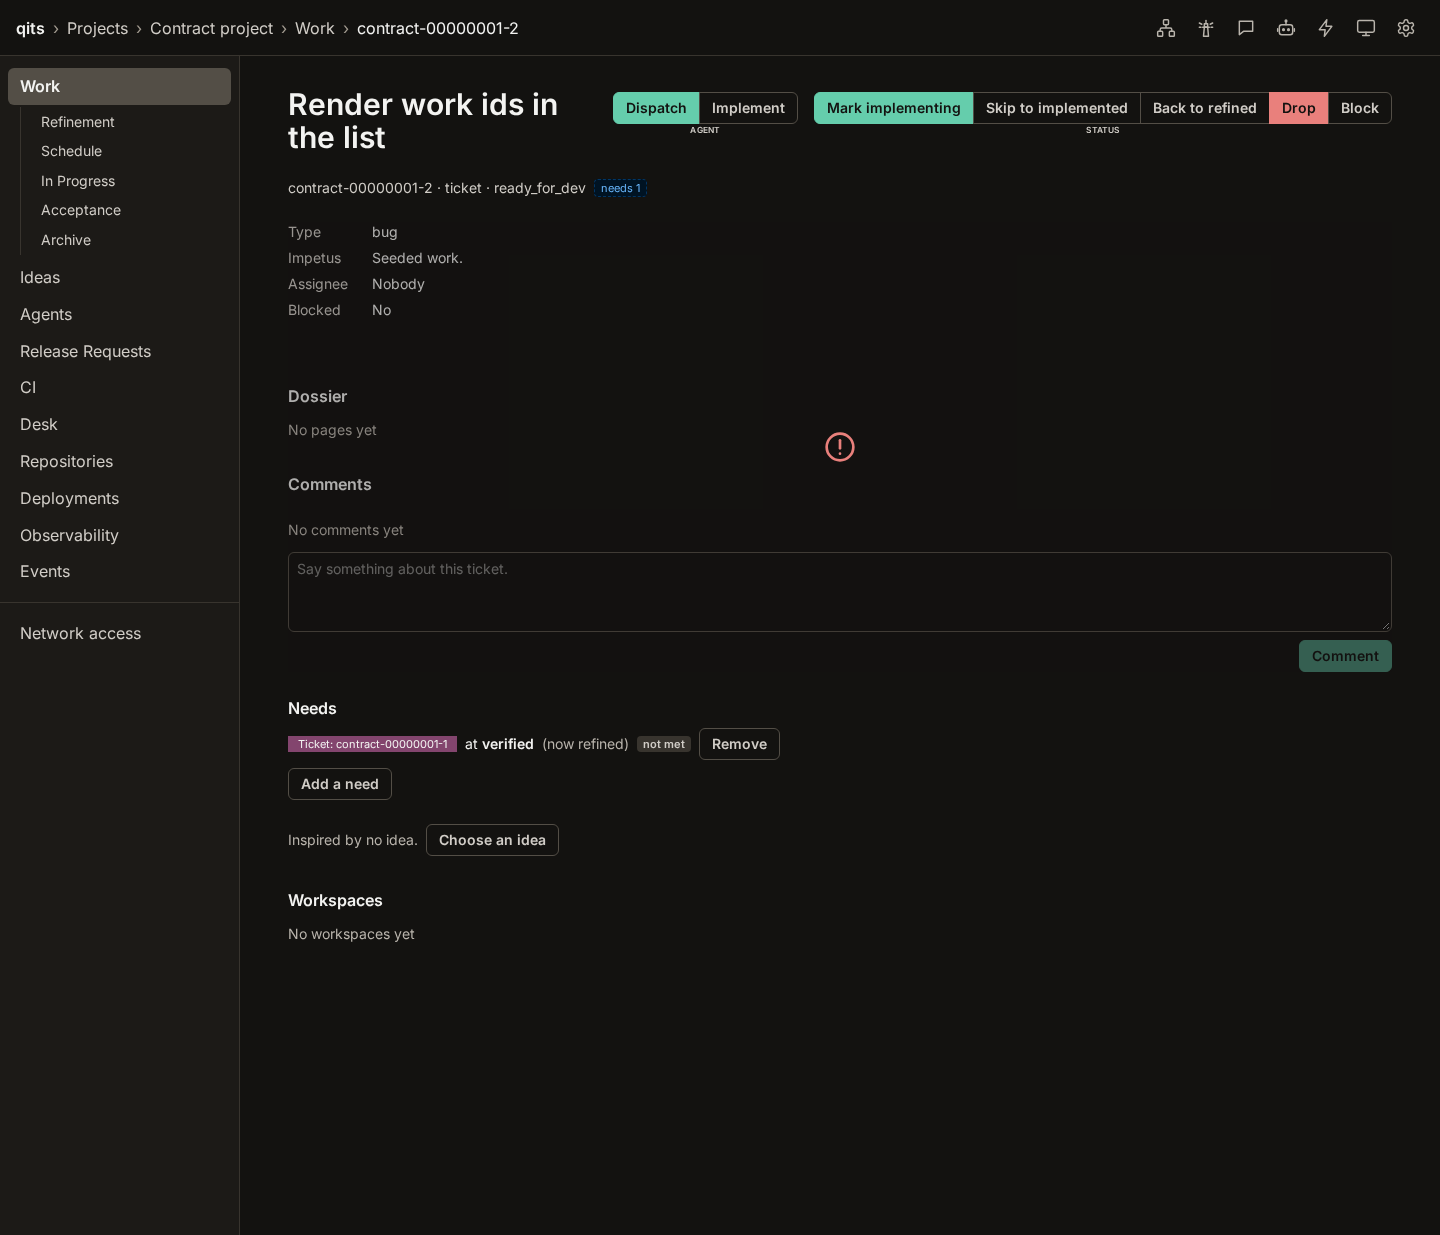 qits › Projects › Contract project › Work › contract-00000001-2
Work
Refinement
Schedule
In Progress
Acceptance
Archive
Ideas
Agents
Release Requests
CI
Desk
Repositories
Deployments
Observability
Events
Network access
Render work ids in
the list
Dispatch Implement
AGENT
Mark implementing Skip to implemented Back to refined Drop Block
STATUS
contract-00000001-2 · ticket · ready_for_dev needs 1
Type bug
Impetus Seeded work.
Assignee Nobody
Blocked No
Dossier
No pages yet
Comments
No comments yet
Say something about this ticket.
Comment
Needs
Ticket: contract-00000001-1 at verified (now refined) not met Remove
Add a need
Inspired by no idea. Choose an idea
Workspaces
No workspaces yet